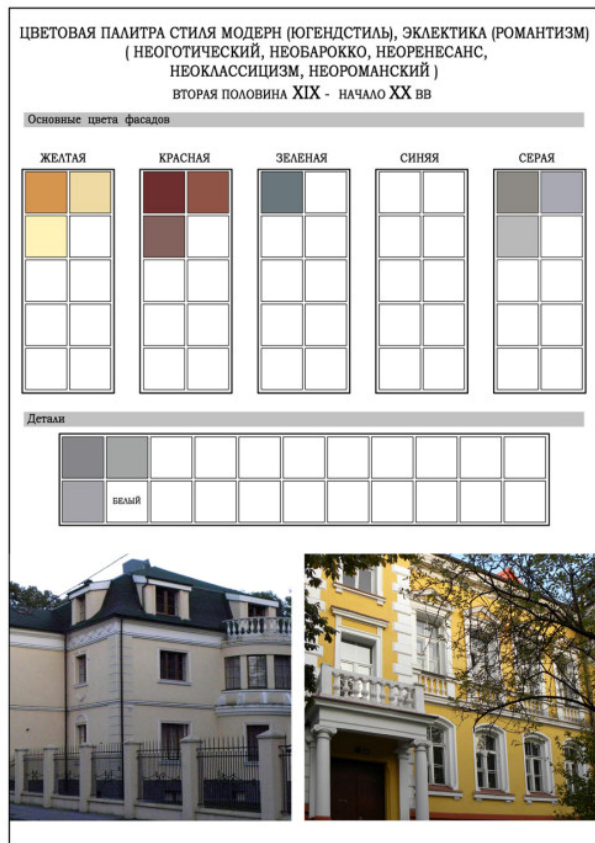 ЦВЕТОВАЯ ПАЛИТРА СТИЛЯ МОДЕРН (ЮГЕНДСТИЛЬ), ЭКЛЕКТИКА (РОМАНТИЗМ)
( НЕОГОТИЧЕСКИЙ, НЕОБАРОККО, НЕОРЕНЕСАНС,
НЕОКЛАССИЦИЗМ, НЕОРОМАНСКИЙ )
ВТОРАЯ ПОЛОВИНА XIX - НАЧАЛО XX ВВ
Основные цвета фасадов
ЖЕЛТАЯ КРАСНАЯ ЗЕЛЕНАЯ СИНЯЯ СЕРАЯ
Детали
БЕЛЫЙ